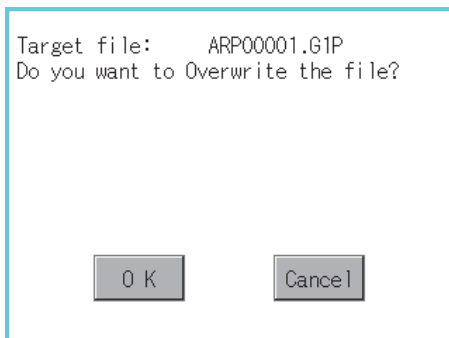 Target file: ARP00001.G1P
Do you want to Overwrite the file?
OK Cancel